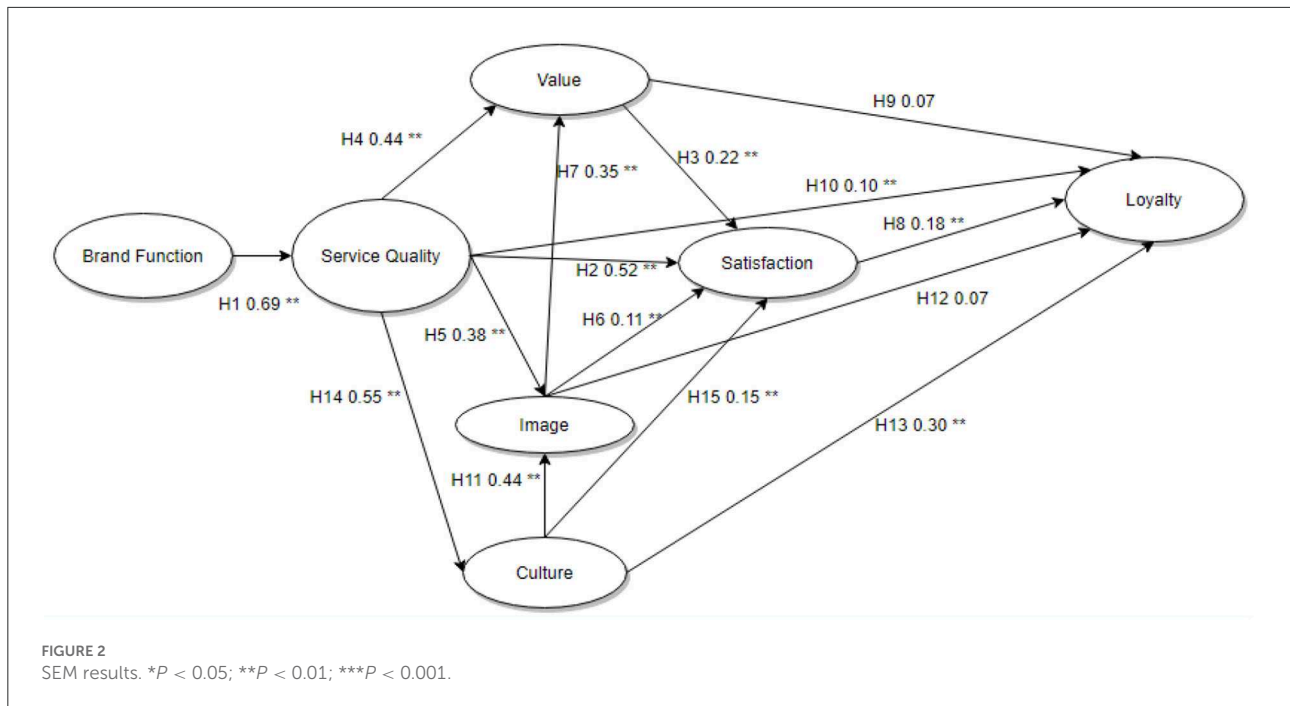 Value
H9 0.07
H4 0.44 **
H3 0.22 **
H7 0.35 **
H10 0.10 **
Loyalty
H8 0.18 **
Brand Function
Service Quality
Satisfaction
H2 0.52 **
H1 0.69 **
H12 0.07
H6 0.11 **
H5 0.38 **
H14 0.55 **
H15 0.15 **
Image
H13 0.30 **
H11 0.44 **
Culture
FIGURE 2
SEM results. *P < 0.05; **P < 0.01; ***P < 0.001.